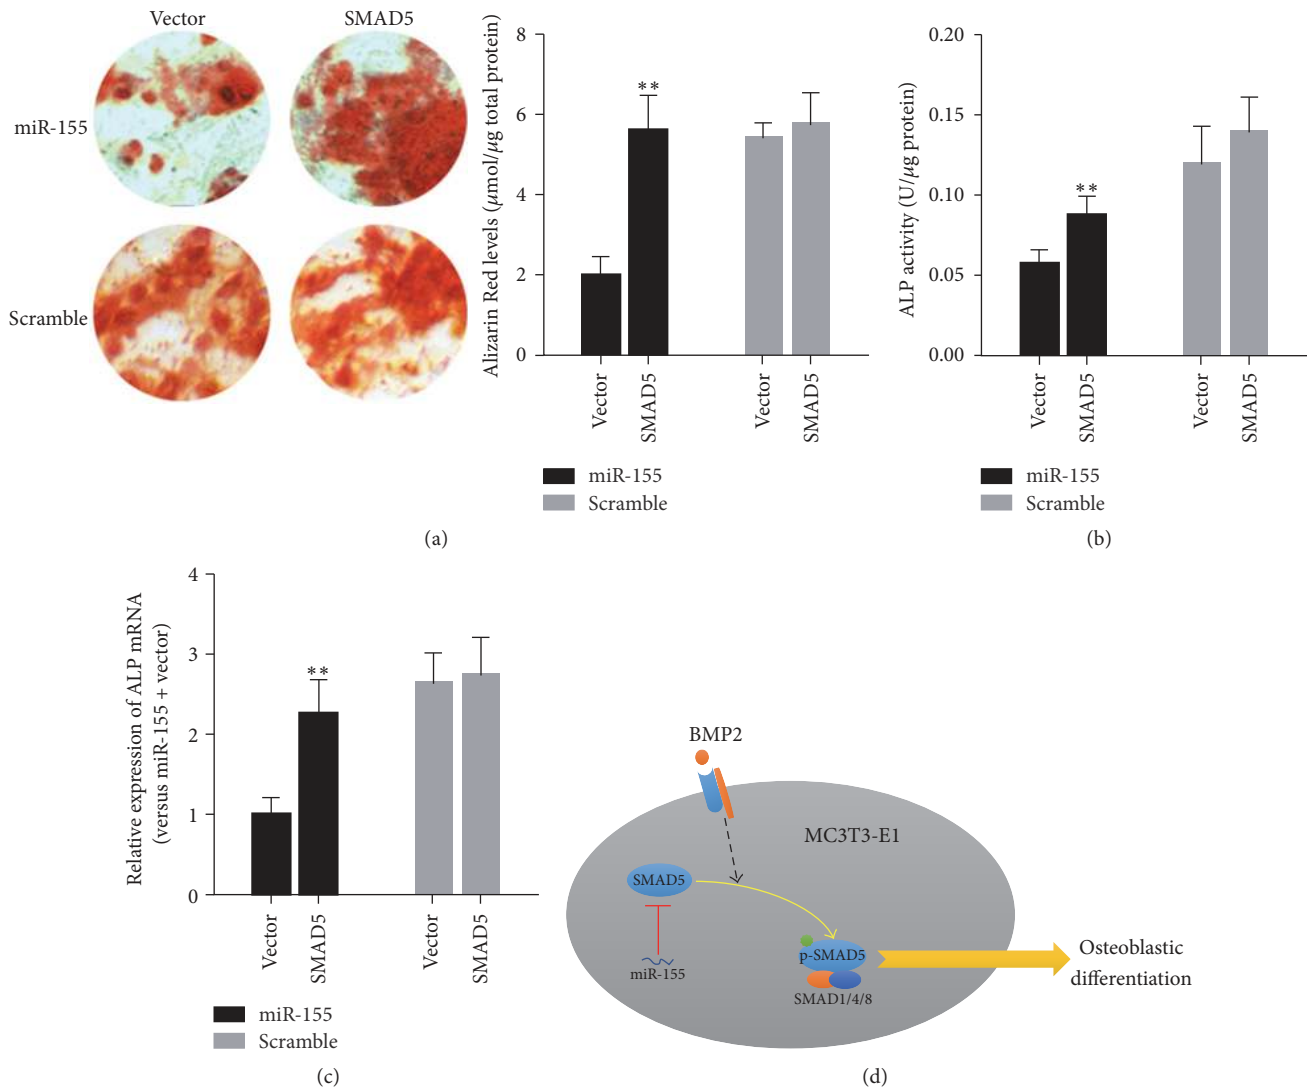 Vector
SMAD5
miR-155
Scramble
Alizarin Red levels (μmol/μg total protein)
8
6
4
2
0
**
Vector
SMAD5
Vector
SMAD5
miR-155
Scramble
(a)
ALP activity (U/μg protein)
0.20
0.15
0.10
0.05
0.00
**
Vector
SMAD5
Vector
SMAD5
miR-155
Scramble
(b)
Relative expression of ALP mRNA
(versus miR-155 + vector)
4
3
2
1
0
**
Vector
SMAD5
Vector
SMAD5
miR-155
Scramble
(c)
BMP2
MC3T3-E1
SMAD5
miR-155
p-SMAD5
SMAD1/4/8
Osteoblastic
differentiation
(d)